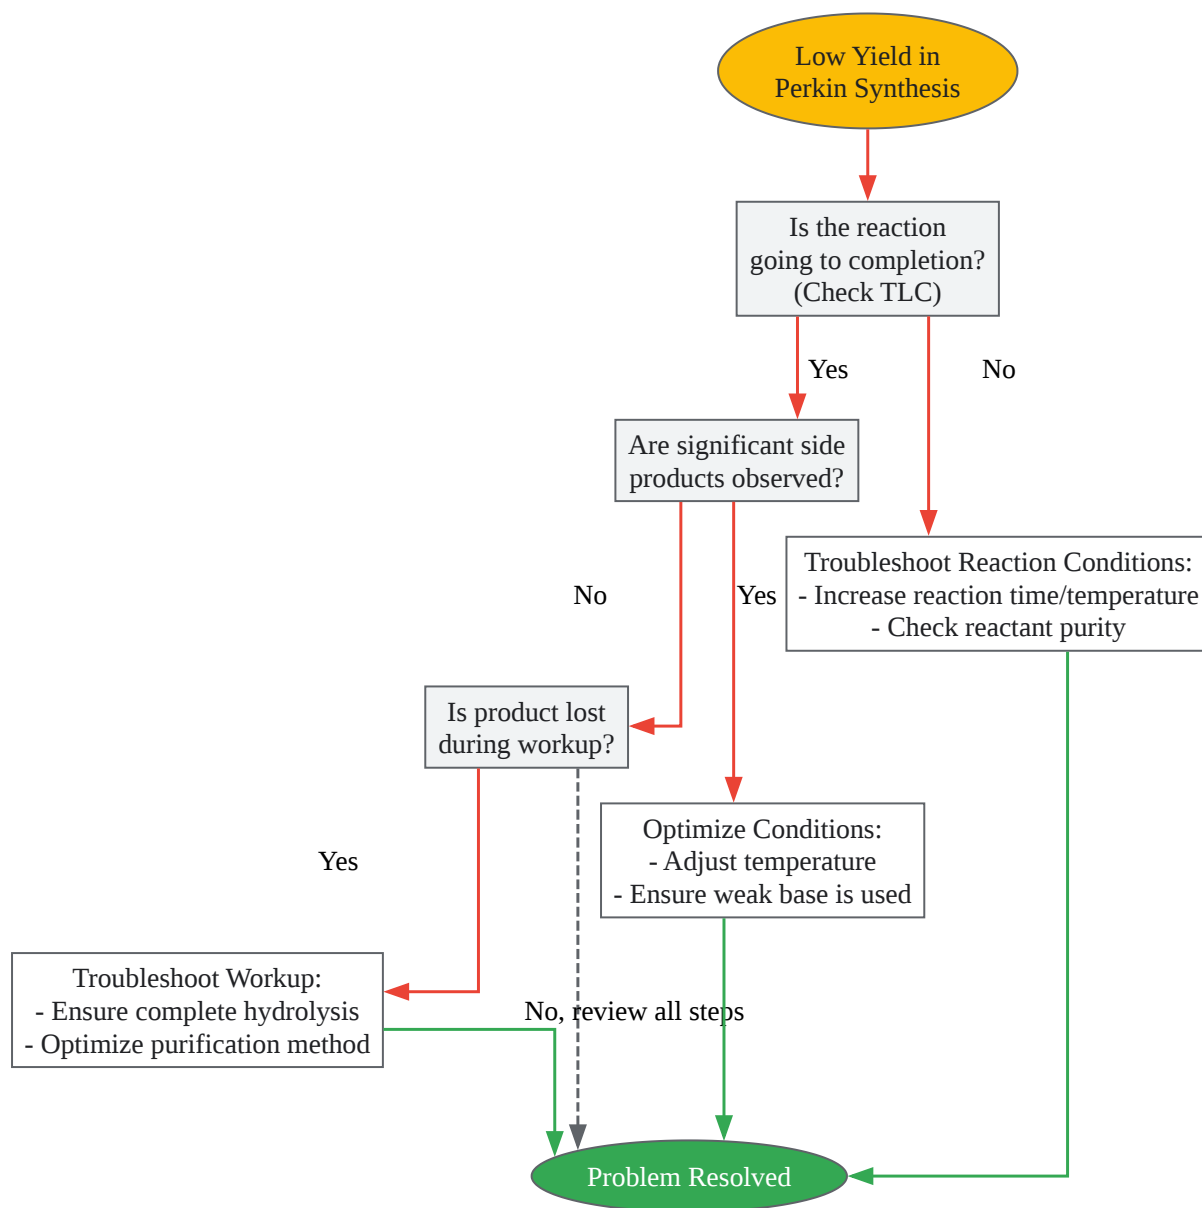 Low Yield in
Perkin Synthesis
Is the reaction
going to completion?
(Check TLC)
Yes
No
Are significant side
products observed?
Troubleshoot Reaction Conditions:
- Increase reaction time/temperature
- Check reactant purity
No
Yes
Is product lost
during workup?
Optimize Conditions:
- Adjust temperature
- Ensure weak base is used
Yes
Troubleshoot Workup:
- Ensure complete hydrolysis
- Optimize purification method
No, review all steps
Problem Resolved